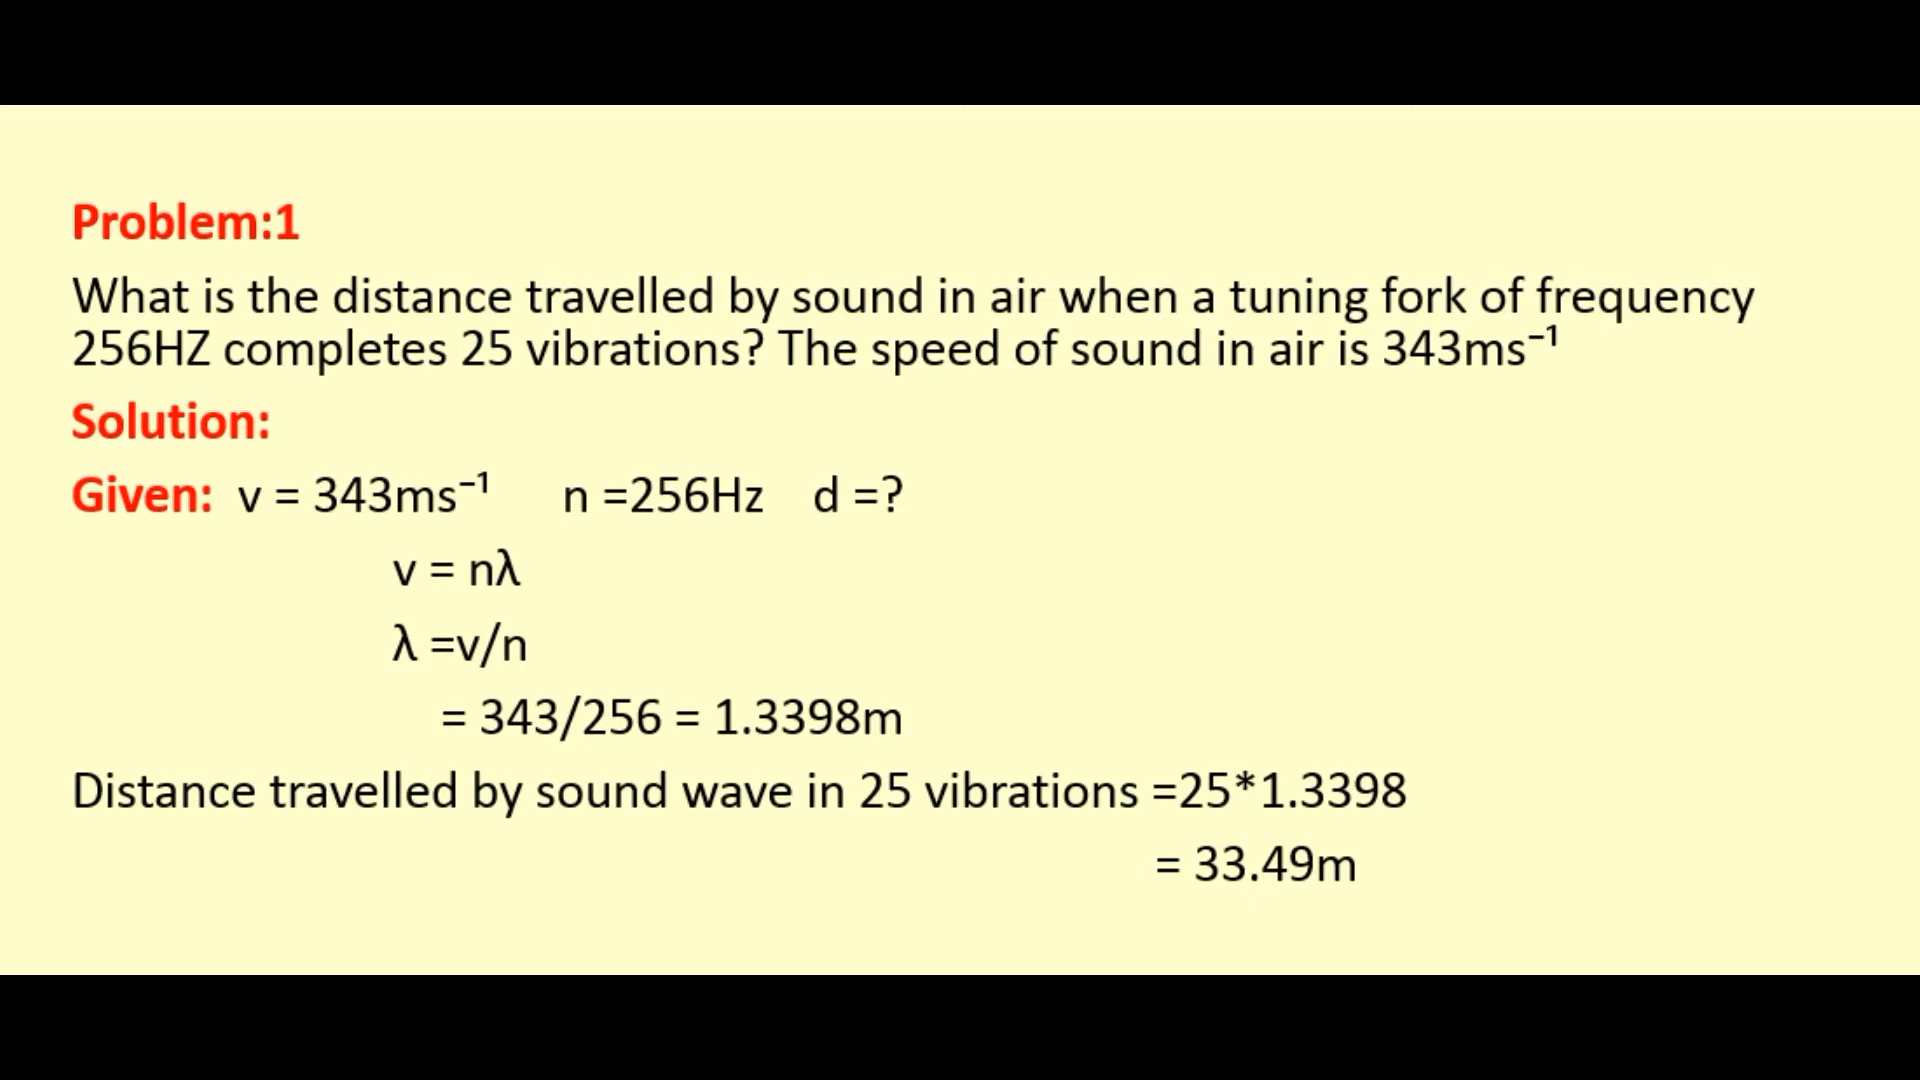 Problem:1
What is the distance travelled by sound in air when a tuning fork of frequency
256HZ completes 25 vibrations? The speed of sound in air is 343ms⁻¹
Solution:
Given: v = 343ms⁻¹ n =256Hz d =?
v = nλ
λ =v/n
= 343/256 = 1.3398m
Distance travelled by sound wave in 25 vibrations =25*1.3398
= 33.49m